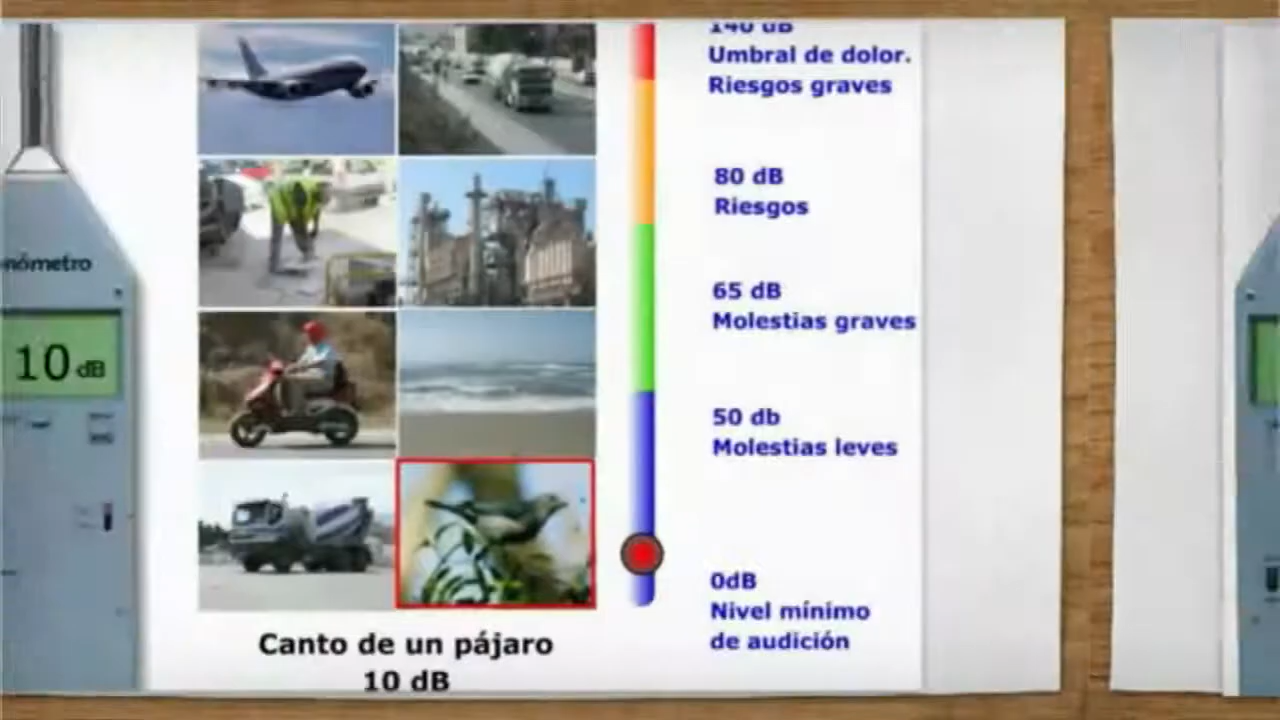 nómetro
10 dB
140 dB
Umbral de dolor.
Riesgos graves
80 dB
Riesgos
65 dB
Molestias graves
50 db
Molestias leves
0dB
Nivel mínimo
de audición
Canto de un pájaro
10 dB